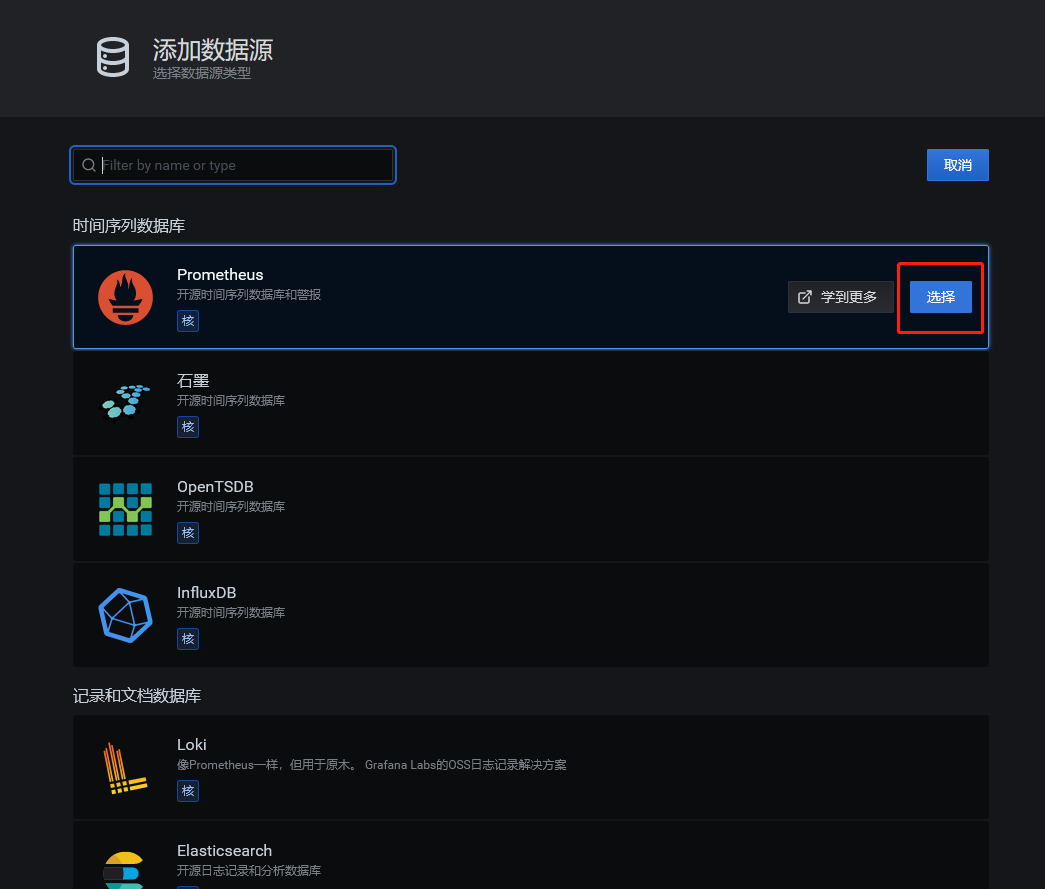 添加数据源
选择数据源类型
Filter by name or type
取消
时间序列数据库
Prometheus
开源时间序列数据库和警报
核
学到更多
选择
石墨
开源时间序列数据库
核
OpenTSDB
开源时间序列数据库
核
InfluxDB
开源时间序列数据库
核
记录和文档数据库
Loki
像Prometheus一样，但用于原木。 Grafana Labs的OSS日志记录解决方案
核
Elasticsearch
开源日志记录和分析数据库